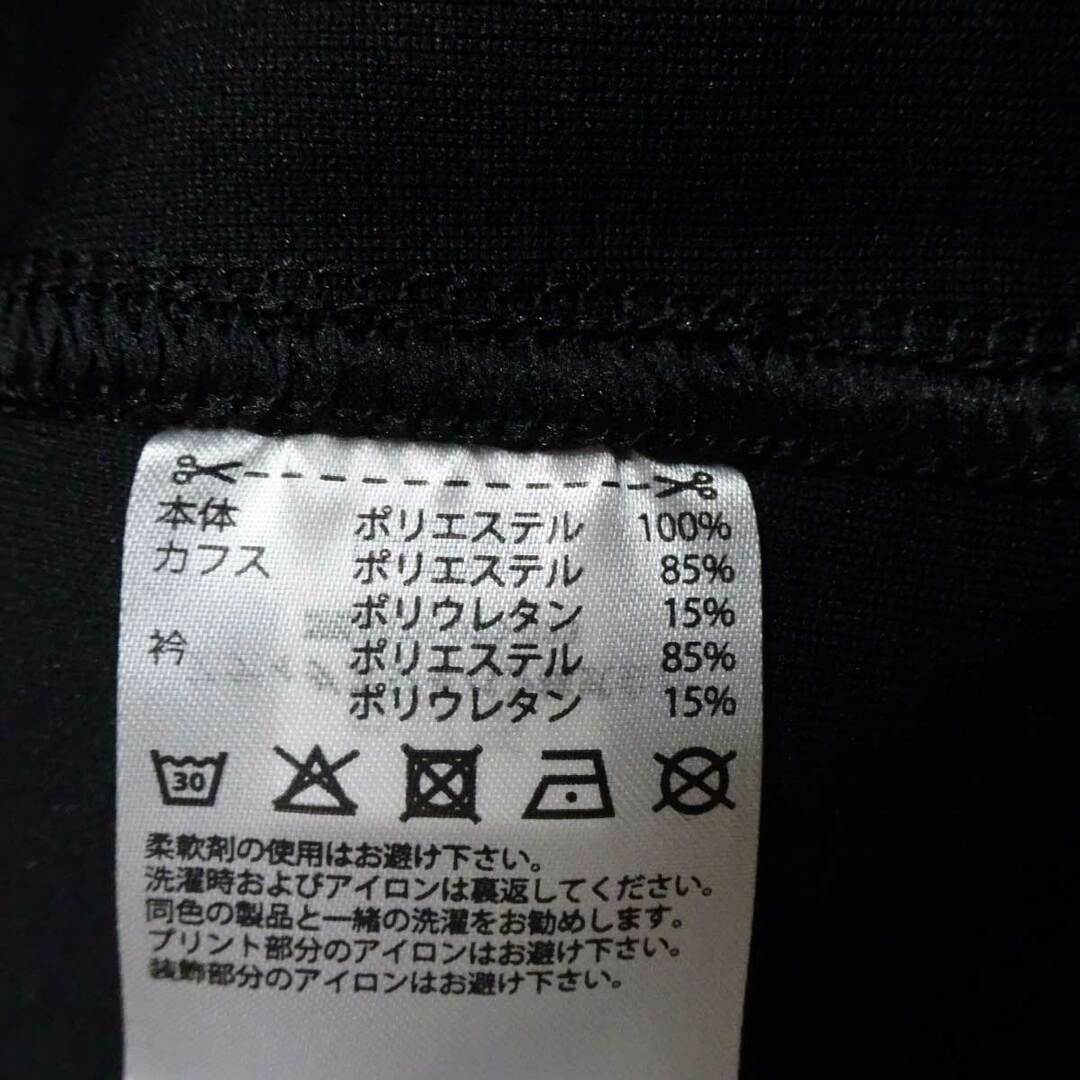 本体 ポリエステル 100%
カフス ポリエステル 85%
ポリウレタン 15%
衿 ポリエステル 85%
ポリウレタン 15%
30
柔軟剤の使用はお避け下さい。
洗濯時およびアイロンは裏返してください。
同色の製品と一緒の洗濯をお勧めします。
プリント部分のアイロンはお避け下さい。
装飾部分のアイロンはお避け下さい。